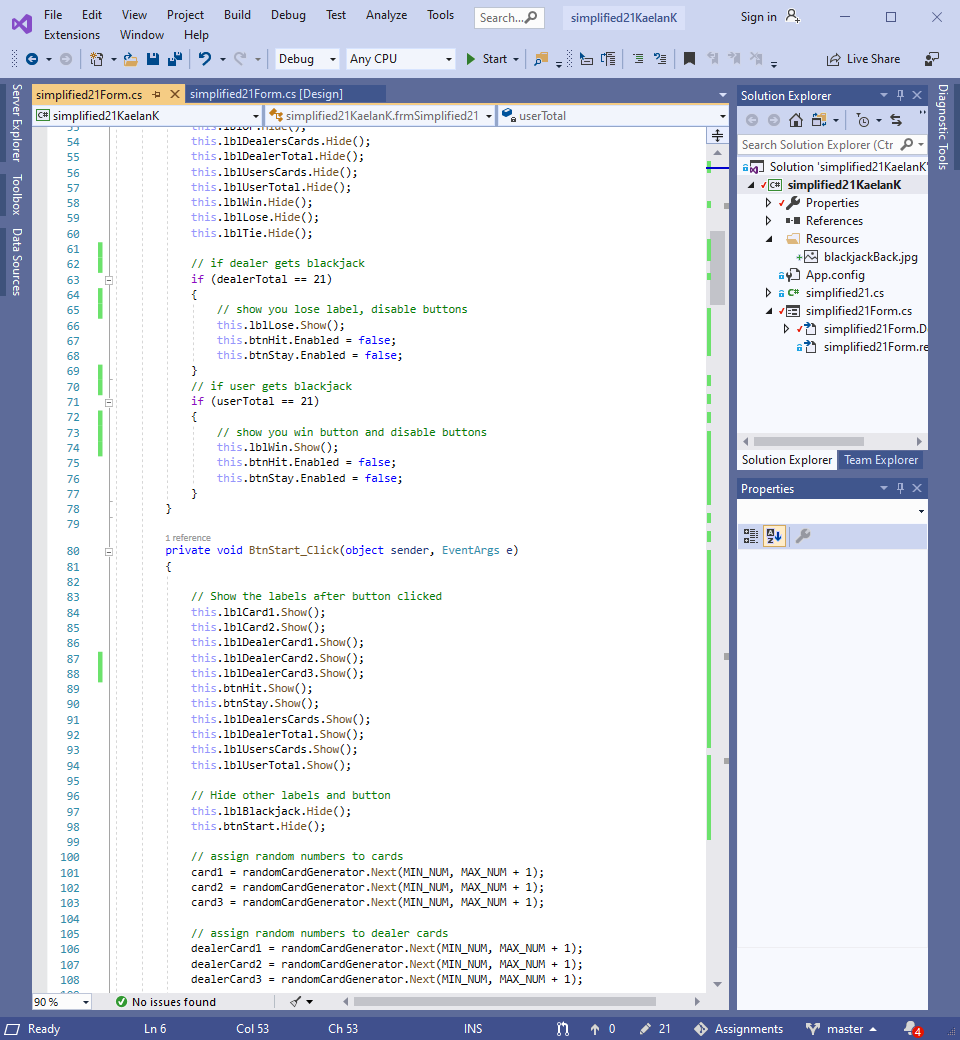 File Edit View Project Build Debug Test Analyze Tools Search... simplified21KaelanK Sign in
Extensions Window Help
Debug Any CPU Start Live Share
Server Explorer
Toolbox
Data Sources
simplified21Form.cs simplified21Form.cs [Design]
simplified21KaelanK simplified21KaelanK.frmSimplified21 userTotal
54 this.lblDealersCards.Hide();
55 this.lblDealerTotal.Hide();
56 this.lblUsersCards.Hide();
57 this.lblUserTotal.Hide();
58 this.lblWin.Hide();
59 this.lblLose.Hide();
60 this.lblTie.Hide();
61
62 // if dealer gets blackjack
63 if (dealerTotal == 21)
64 {
65 // show you lose label, disable buttons
66 this.lblLose.Show();
67 this.btnHit.Enabled = false;
68 this.btnStay.Enabled = false;
69 }
70 // if user gets blackjack
71 if (userTotal == 21)
72 {
73 // show you win button and disable buttons
74 this.lblWin.Show();
75 this.btnHit.Enabled = false;
76 this.btnStay.Enabled = false;
77 }
78 }
79
1 reference
80 private void BtnStart_Click(object sender, EventArgs e)
81 {
82
83 // Show the labels after button clicked
84 this.lblCard1.Show();
85 this.lblCard2.Show();
86 this.lblDealerCard1.Show();
87 this.lblDealerCard2.Show();
88 this.lblDealerCard3.Show();
89 this.btnHit.Show();
90 this.btnStay.Show();
91 this.lblDealersCards.Show();
92 this.lblDealerTotal.Show();
93 this.lblUsersCards.Show();
94 this.lblUserTotal.Show();
95
96 // Hide other labels and button
97 this.lblBlackjack.Hide();
98 this.btnStart.Hide();
99
100 // assign random numbers to cards
101 card1 = randomCardGenerator.Next(MIN_NUM, MAX_NUM + 1);
102 card2 = randomCardGenerator.Next(MIN_NUM, MAX_NUM + 1);
103 card3 = randomCardGenerator.Next(MIN_NUM, MAX_NUM + 1);
104
105 // assign random numbers to dealer cards
106 dealerCard1 = randomCardGenerator.Next(MIN_NUM, MAX_NUM + 1);
107 dealerCard2 = randomCardGenerator.Next(MIN_NUM, MAX_NUM + 1);
108 dealerCard3 = randomCardGenerator.Next(MIN_NUM, MAX_NUM + 1);
90 % No issues found
Solution Explorer
Search Solution Explorer (Ctr
Solution 'simplified21KaelanK'
C# simplified21KaelanK
Properties
References
Resources
blackjackBack.jpg
App.config
C# simplified21.cs
simplified21Form.cs
simplified21Form.D
simplified21Form.re
Solution Explorer Team Explorer
Properties
Diagnostic Tools
Ready Ln 6 Col 53 Ch 53 INS 0 21 Assignments master 4